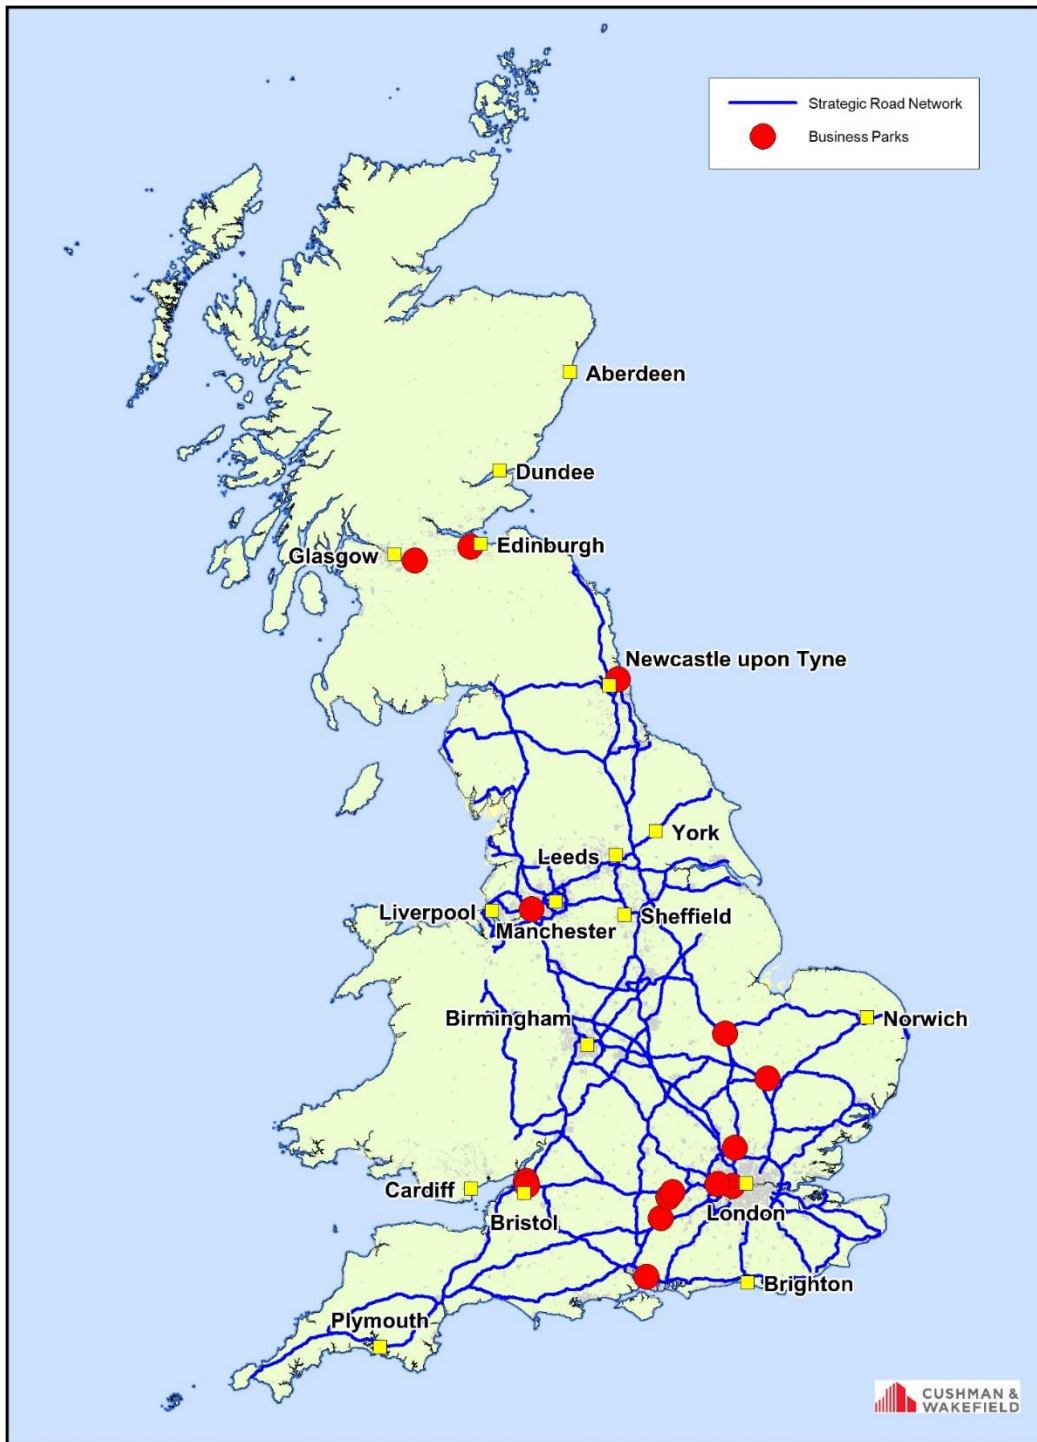 Strategic Road Network
Business Parks
Aberdeen
Dundee
Edinburgh
Glasgow
Newcastle upon Tyne
York
Leeds
Liverpool
Manchester
Sheffield
Birmingham
Norwich
Cardiff
Bristol
London
Brighton
Plymouth
CUSHMAN &
WAKEFIELD